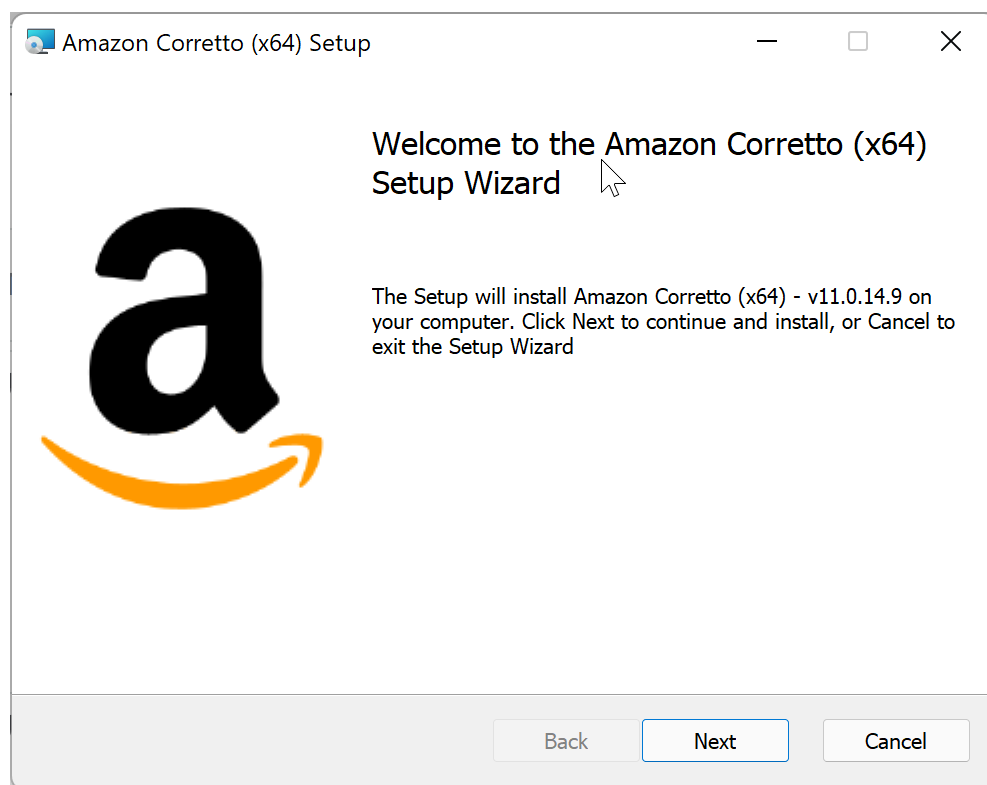 Amazon Corretto (x64) Setup
Welcome to the Amazon Corretto (x64)
Setup Wizard
The Setup will install Amazon Corretto (x64) - v11.0.14.9 on
your computer. Click Next to continue and install, or Cancel to
exit the Setup Wizard
Back
Next
Cancel